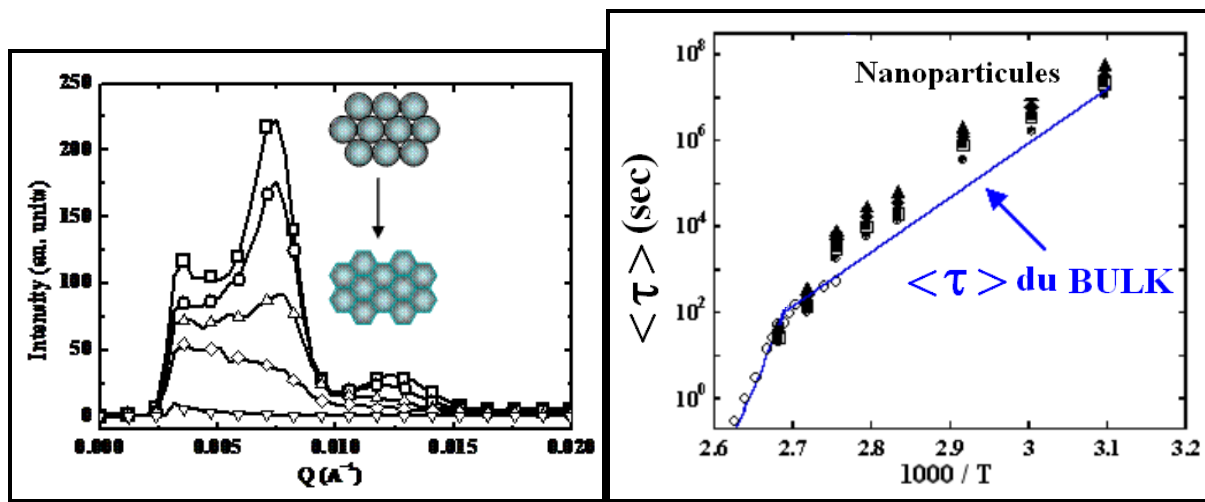 250
200
150
100
50
0
0.000 0.005 0.010 0.015 0.020
Q (A⁻¹)
Intensity (au. units)
Nanoparticules
<τ> du BULK
10⁸
10⁶
10⁴
10²
10⁰
2.6 2.7 2.8 2.9 3 3.1 3.2
1000 / T
<τ> (sec)